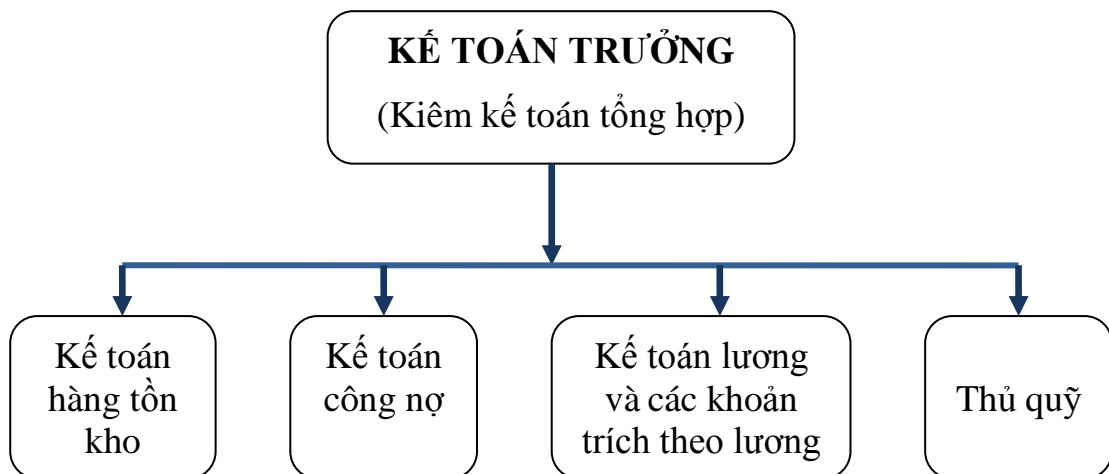 KẾ TOÁN TRƯỞNG
(Kiêm kế toán tổng hợp)
Kế toán
hàng tồn
kho
Kế toán
công nợ
Kế toán lương
và các khoản
trích theo lương
Thủ quỹ